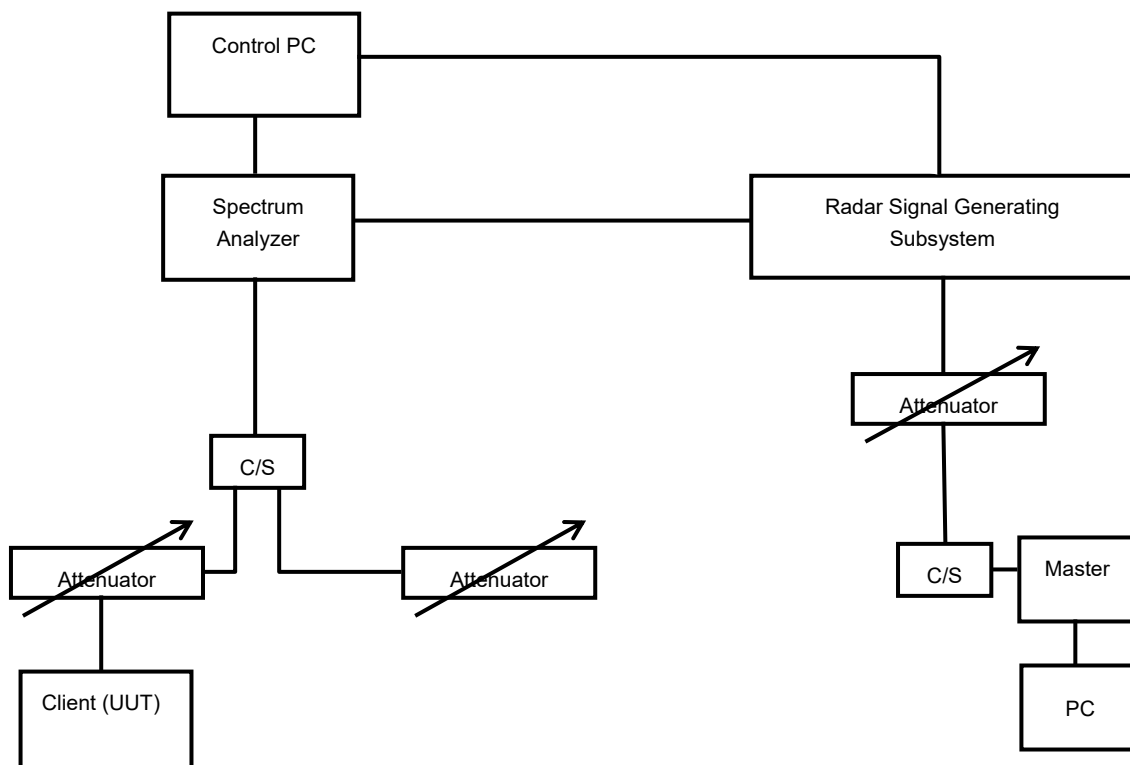 Control PC
Spectrum
Analyzer
Radar Signal Generating
Subsystem
Attenuator
C/S
Attenuator
Attenuator
C/S
Master
Client (UUT)
PC